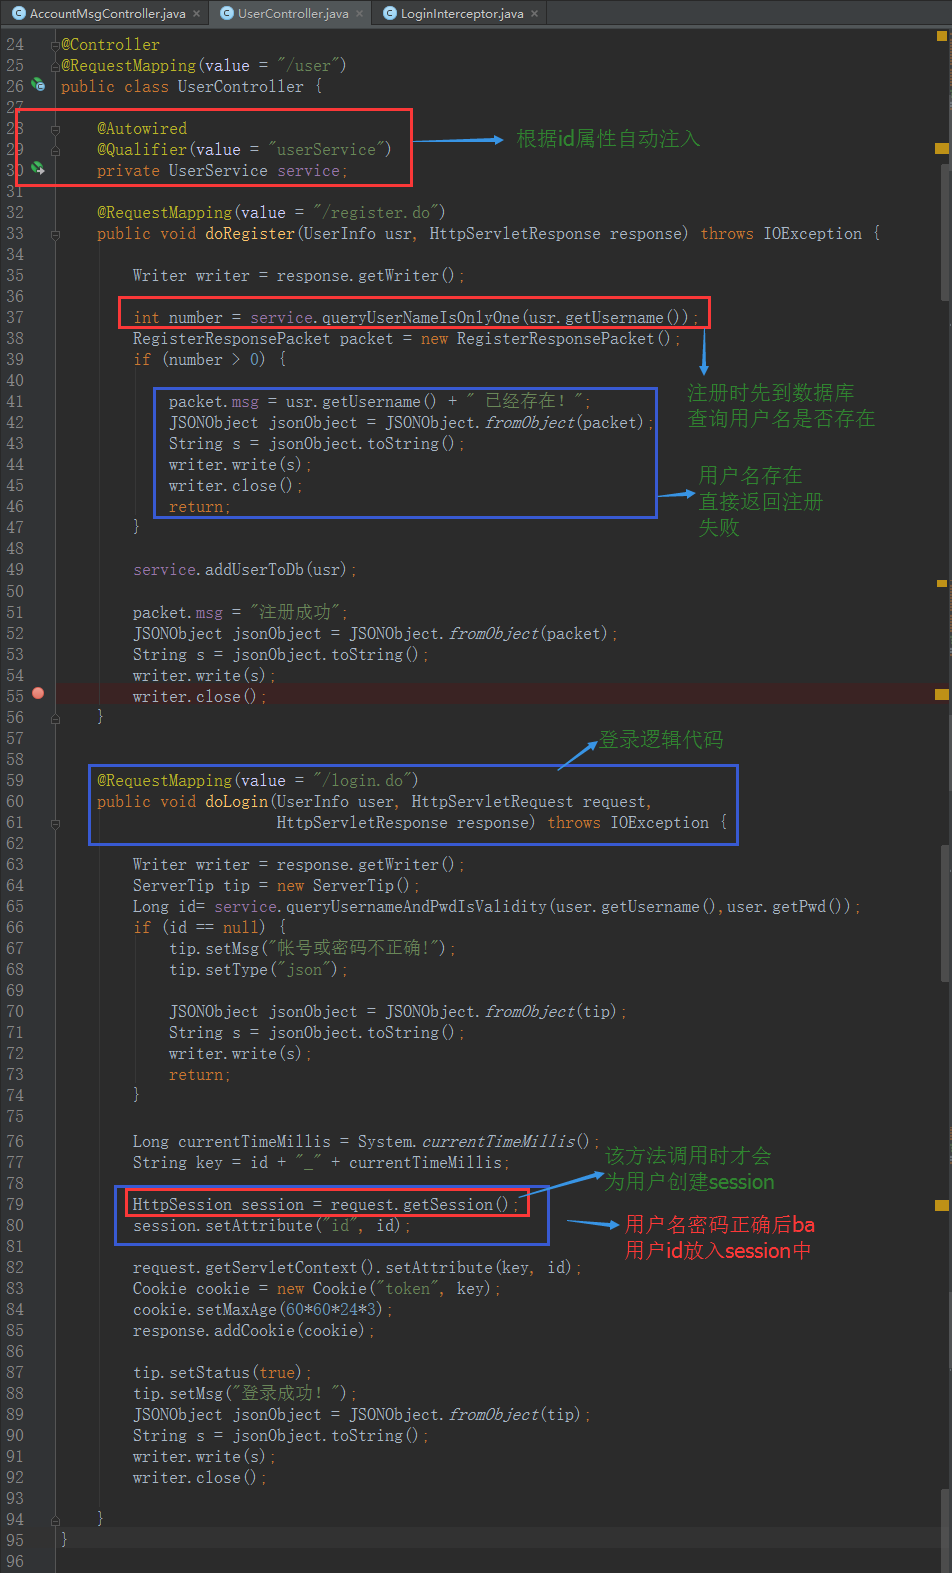 AccountMsgController.java × UserController.java × LoginInterceptor.java ×
24 @Controller
25 @RequestMapping(value = "/user")
26 public class UserController {
27
28 @Autowired
29 @Qualifier(value = "userService")
根据id属性自动注入
30 private UserService service;
31
32 @RequestMapping(value = "/register.do")
33 public void doRegister(UserInfo usr, HttpServletResponse response) throws IOException {
34
35 Writer writer = response.getWriter();
36
37 int number = service.queryUserNameIsOnlyOne(usr.getUsername());
38 RegisterResponsePacket packet = new RegisterResponsePacket();
39 if (number > 0) {
40
注册时先到数据库
查询用户名是否存在
41 packet.msg = usr.getUsername() + " 已经存在! ";
42 JSONObject jsonObject = JSONObject.fromObject(packet);
43 String s = jsonObject.toString();
44 writer.write(s);
45 writer.close();
46 return;
用户名存在
直接返回注册
失败
47 }
48
49 service.addUserToDb(usr);
50
51 packet.msg = "注册成功";
52 JSONObject jsonObject = JSONObject.fromObject(packet);
53 String s = jsonObject.toString();
54 writer.write(s);
55 writer.close();
56 }
57
登录逻辑代码
58
59 @RequestMapping(value = "/login.do")
60 public void doLogin(UserInfo user, HttpServletRequest request,
61 HttpServletResponse response) throws IOException {
62
63 Writer writer = response.getWriter();
64 ServerTip tip = new ServerTip();
65 Long id= service.queryUsernameAndPwdIsValidity(user.getUsername(),user.getPwd());
66 if (id == null) {
67 tip.setMsg("帐号或密码不正确!");
68 tip.setType("json");
69
70 JSONObject jsonObject = JSONObject.fromObject(tip);
71 String s = jsonObject.toString();
72 writer.write(s);
73 return;
74 }
75
76 Long currentTimeMillis = System.currentTimeMillis();
77 String key = id + "_" + currentTimeMillis;
78
该方法调用时才会
为用户创建session
79 HttpSession session = request.getSession();
80 session.setAttribute("id", id);
81
用户名密码正确后ba
用户id放入session中
82 request.getServletContext().setAttribute(key, id);
83 Cookie cookie = new Cookie("token", key);
84 cookie.setMaxAge(60*60*24*3);
85 response.addCookie(cookie);
86
87 tip.setStatus(true);
88 tip.setMsg("登录成功! ");
89 JSONObject jsonObject = JSONObject.fromObject(tip);
90 String s = jsonObject.toString();
91 writer.write(s);
92 writer.close();
93
94 }
95 }
96